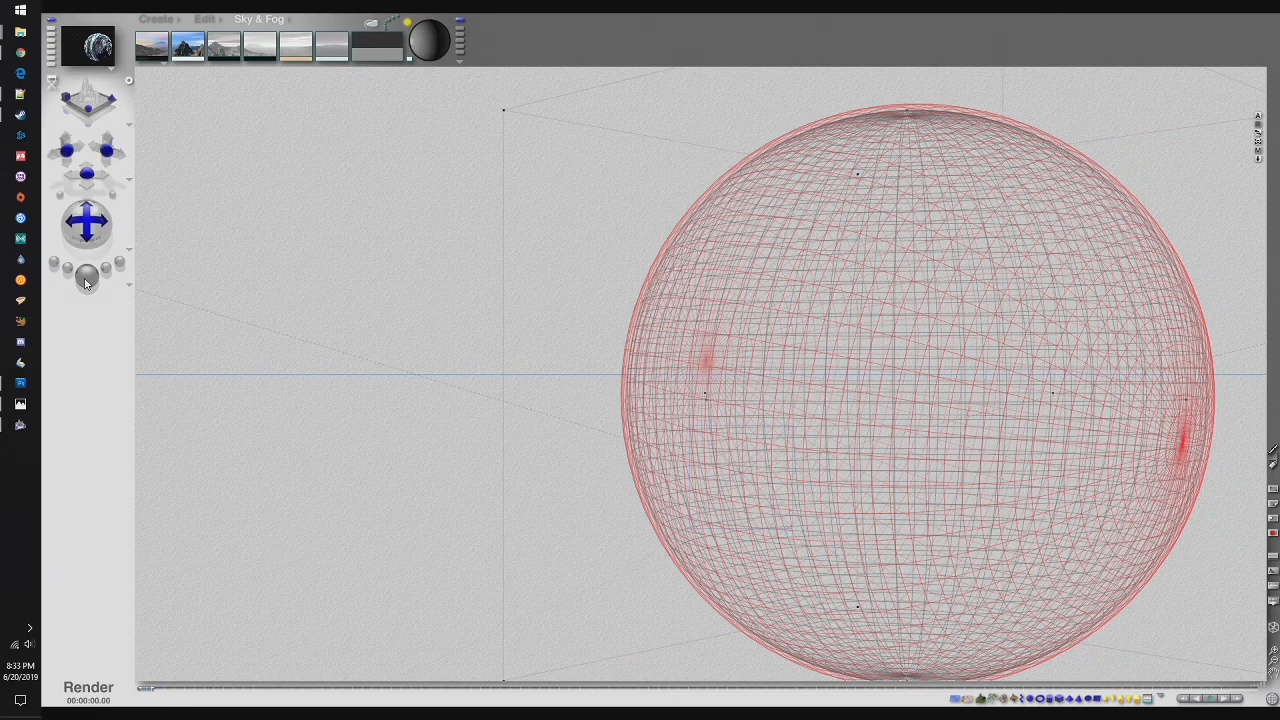 Create
Edit
Sky & Fog
A
8:33 PM
6/20/2019
Render
00:00:00.00